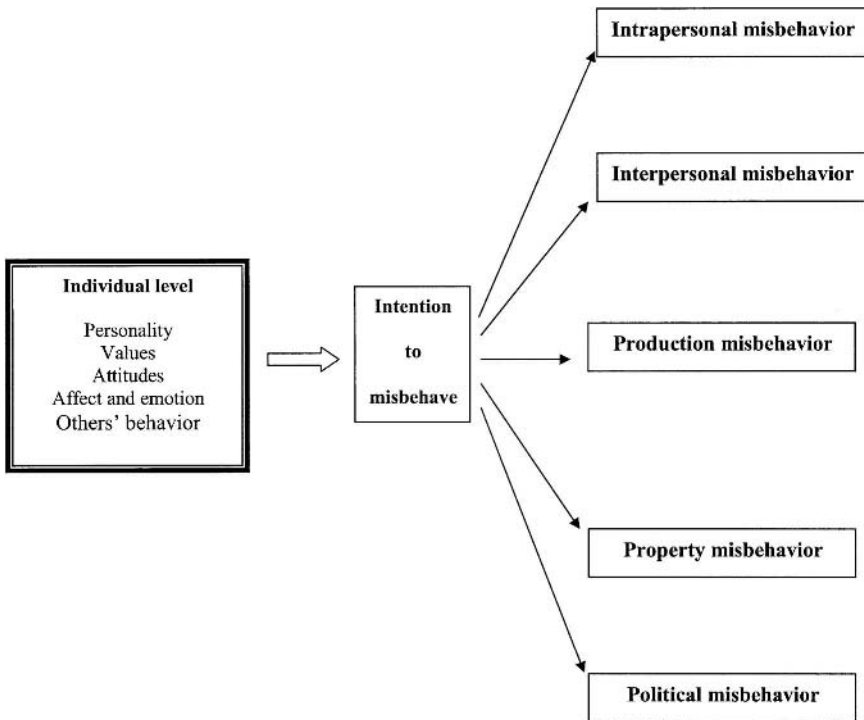 Intrapersonal misbehavior
Interpersonal misbehavior
Individual level
Personality
Values
Attitudes
Affect and emotion
Others' behavior
Intention
to
misbehave
Production misbehavior
Property misbehavior
Political misbehavior